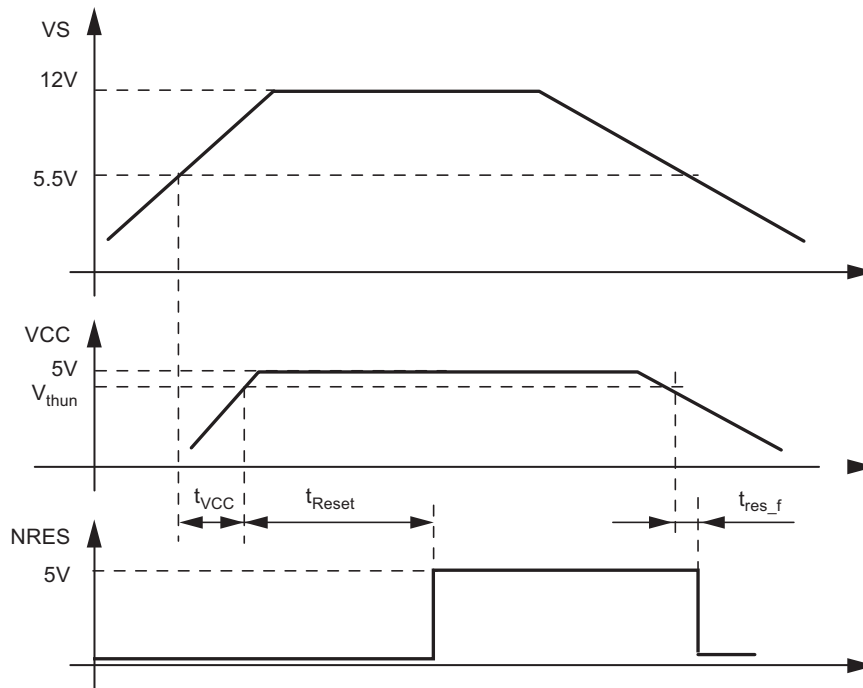 VS
12V
5.5V
VCC
5V
Vthun
tVCC
tReset
tres_f
NRES
5V